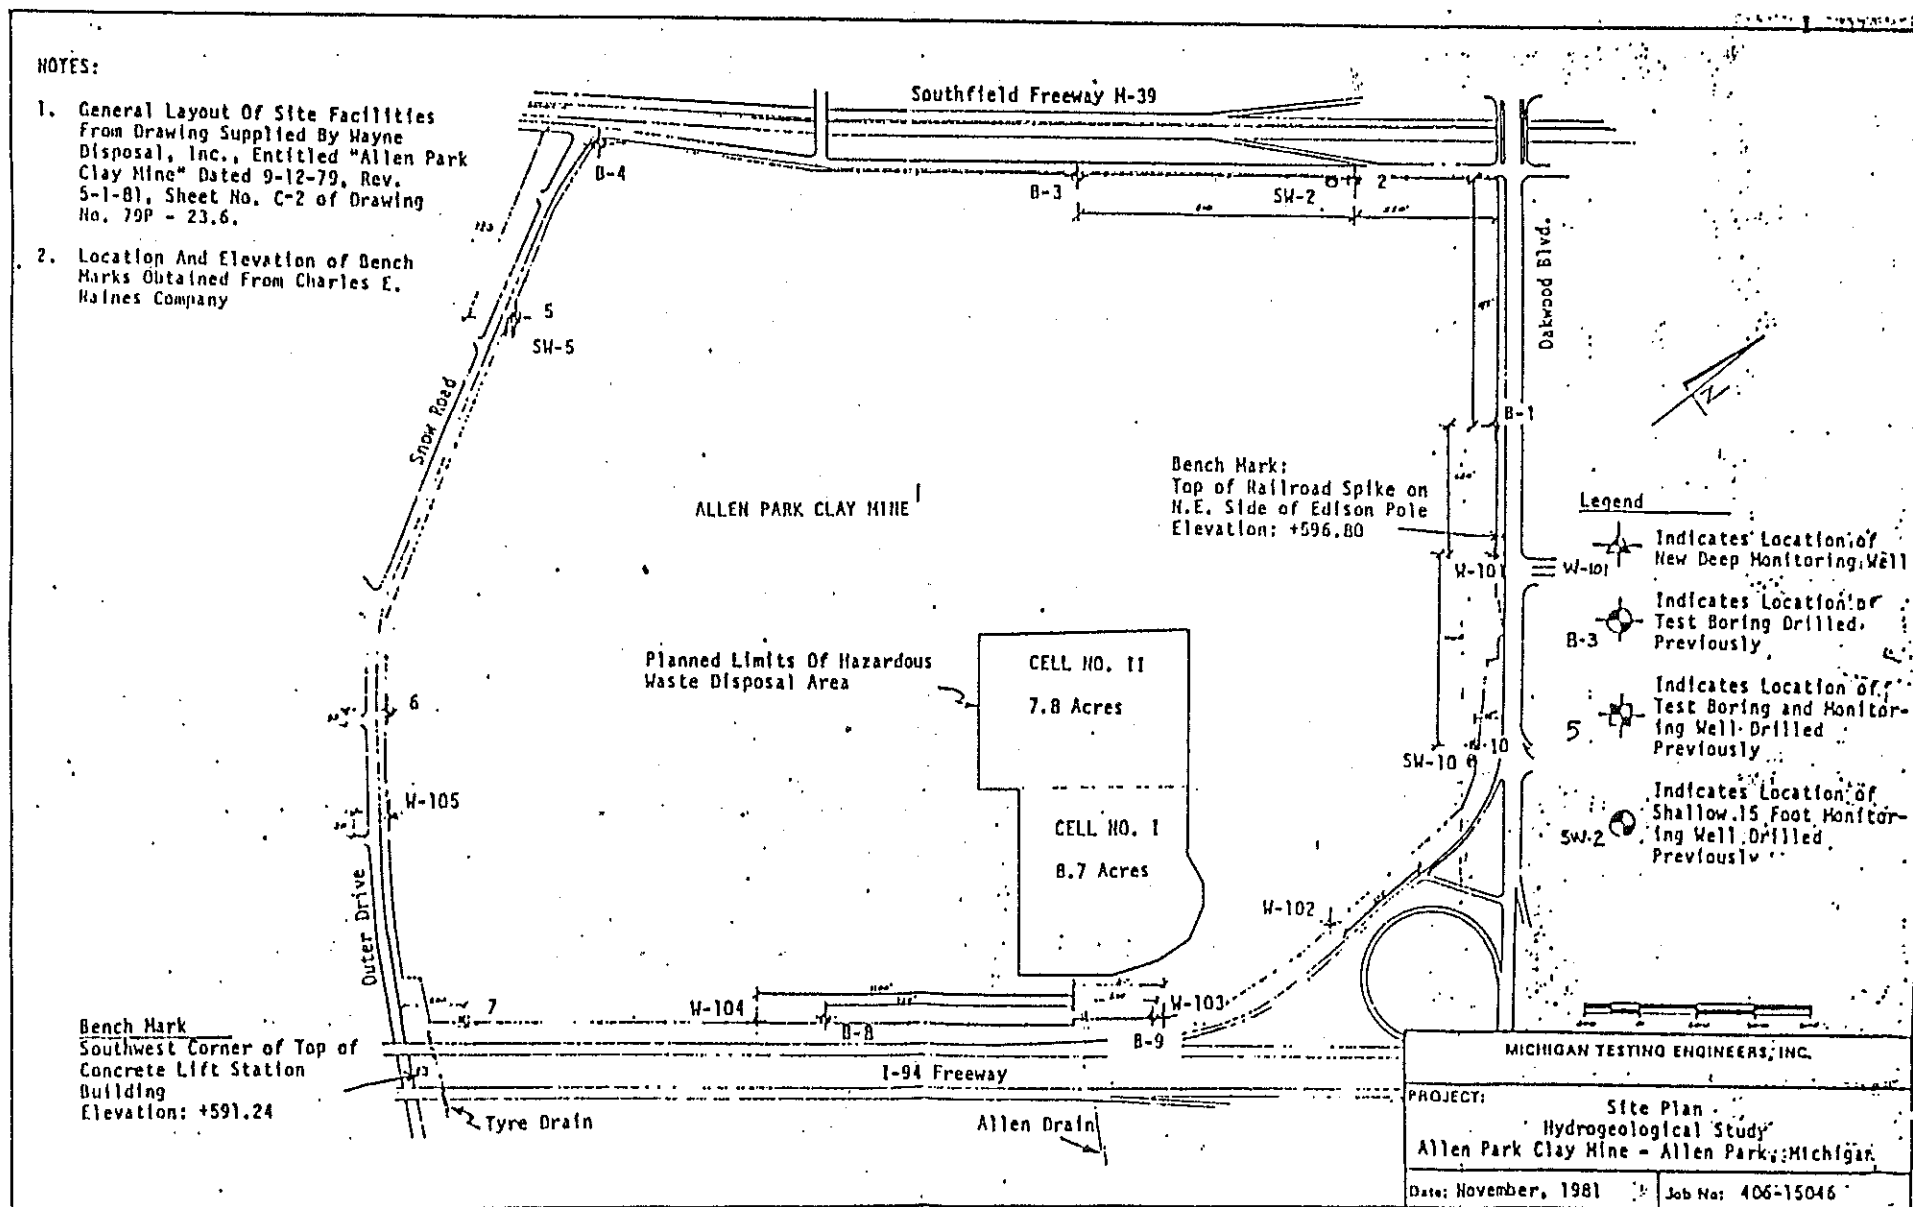 NOTES:
1. General Layout Of Site Facilities
From Drawing Supplied By Wayne
Disposal, Inc., Entitled "Allen Park
Clay Mine" Dated 9-12-79, Rev.
5-1-81, Sheet No. C-2 of Drawing
No. 79P - 23.6.
2. Location And Elevation of Bench
Marks Obtained From Charles E.
Raines Company
Southfield Freeway M-39
B-4
B-3
SW-2
2
Oakwood Blvd.
5
SW-5
Snow Road
B-1
N
ALLEN PARK CLAY MINE
Bench Mark:
Top of Railroad Spike on
N.E. Side of Edison Pole
Elevation: +596.80
W-101
Legend
W-101
Indicates Location of
New Deep Monitoring Well
B-3
Indicates Location of
Test Boring Drilled
Previously
5
Indicates Location of
Test Boring and Monitor-
ing Well Drilled
Previously
SW-2
Indicates Location of
Shallow 15 Foot Monitor-
ing Well Drilled
Previously
Planned Limits Of Hazardous
Waste Disposal Area
CELL NO. II
7.8 Acres
CELL NO. I
8.7 Acres
6
W-105
10
SW-10
W-102
Outer Drive
7
W-104
B-8
W-103
B-9
I-94 Freeway
Bench Mark
Southwest Corner of Top of
Concrete Lift Station
Building
Elevation: +591.24
Tyre Drain
Allen Drain
MICHIGAN TESTING ENGINEERS, INC.
PROJECT:
Site Plan
Hydrogeological Study
Allen Park Clay Mine - Allen Park, Michigan
Date: November, 1981
Job No: 406-15046